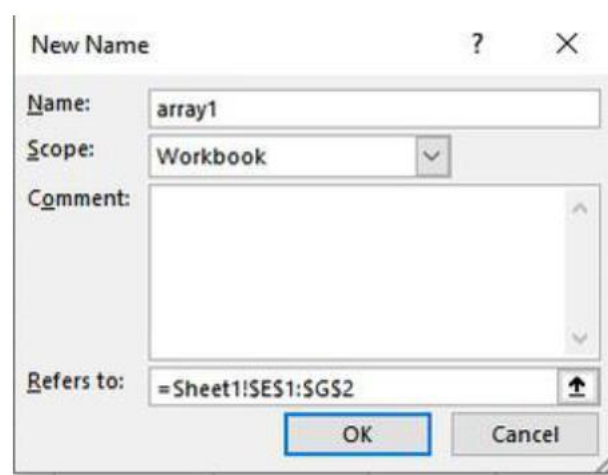 New Name ? ×
Name: array1
Scope: Workbook
Comment:
Refers to: =Sheet1!$E$1:$G$2
OK Cancel